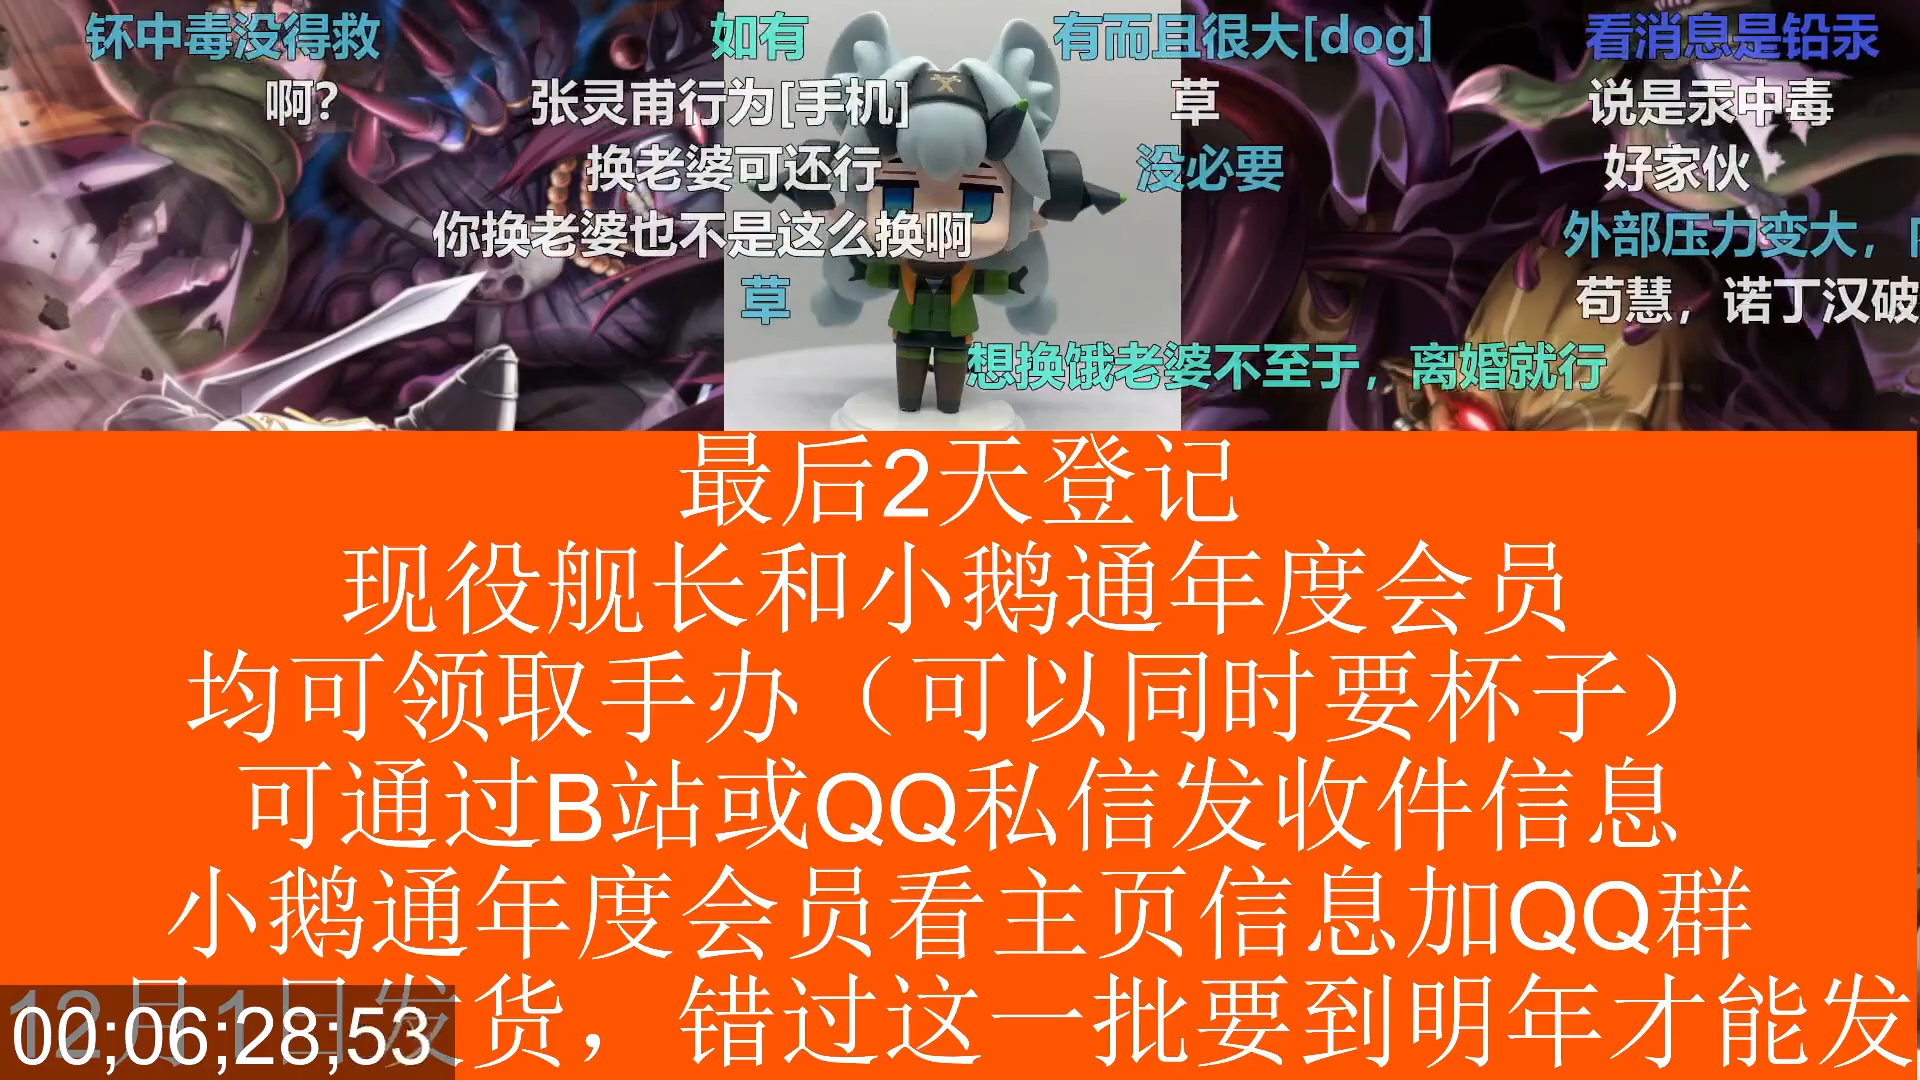 钚中毒没得救
如有
有而且很大[dog]
看消息是铅汞
啊？
张灵甫行为[手机]
草
说是汞中毒
换老婆可还行
没必要
好家伙
你换老婆也不是这么换啊
外部压力变大，
草
苟慧，诺丁汉破
想换饿老婆不至于，离婚就行
最后2天登记
现役舰长和小鹅通年度会员
均可领取手办（可以同时要杯子）
可通过B站或QQ私信发收件信息
小鹅通年度会员看主页信息加QQ群
12月1日发货，错过这一批要到明年才能发
00;06;28;53